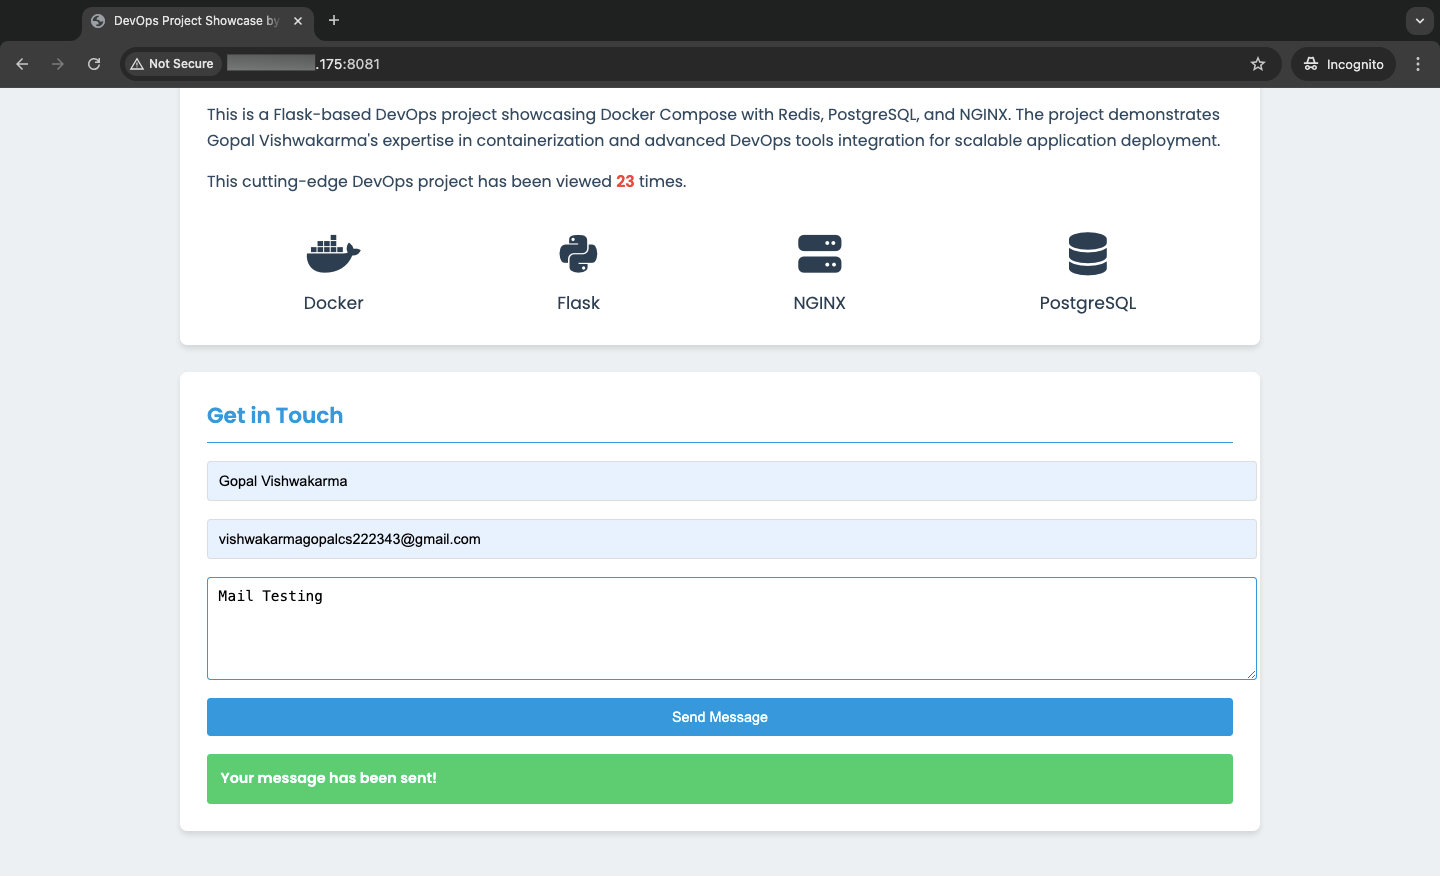 DevOps Project Showcase by
Not Secure
.175:8081
Incognito
This is a Flask-based DevOps project showcasing Docker Compose with Redis, PostgreSQL, and NGINX. The project demonstrates
Gopal Vishwakarma's expertise in containerization and advanced DevOps tools integration for scalable application deployment.
This cutting-edge DevOps project has been viewed 23 times.
Docker
Flask
NGINX
PostgreSQL
Get in Touch
Gopal Vishwakarma
vishwakarmagopalcs222343@gmail.com
Mail Testing
Send Message
Your message has been sent!